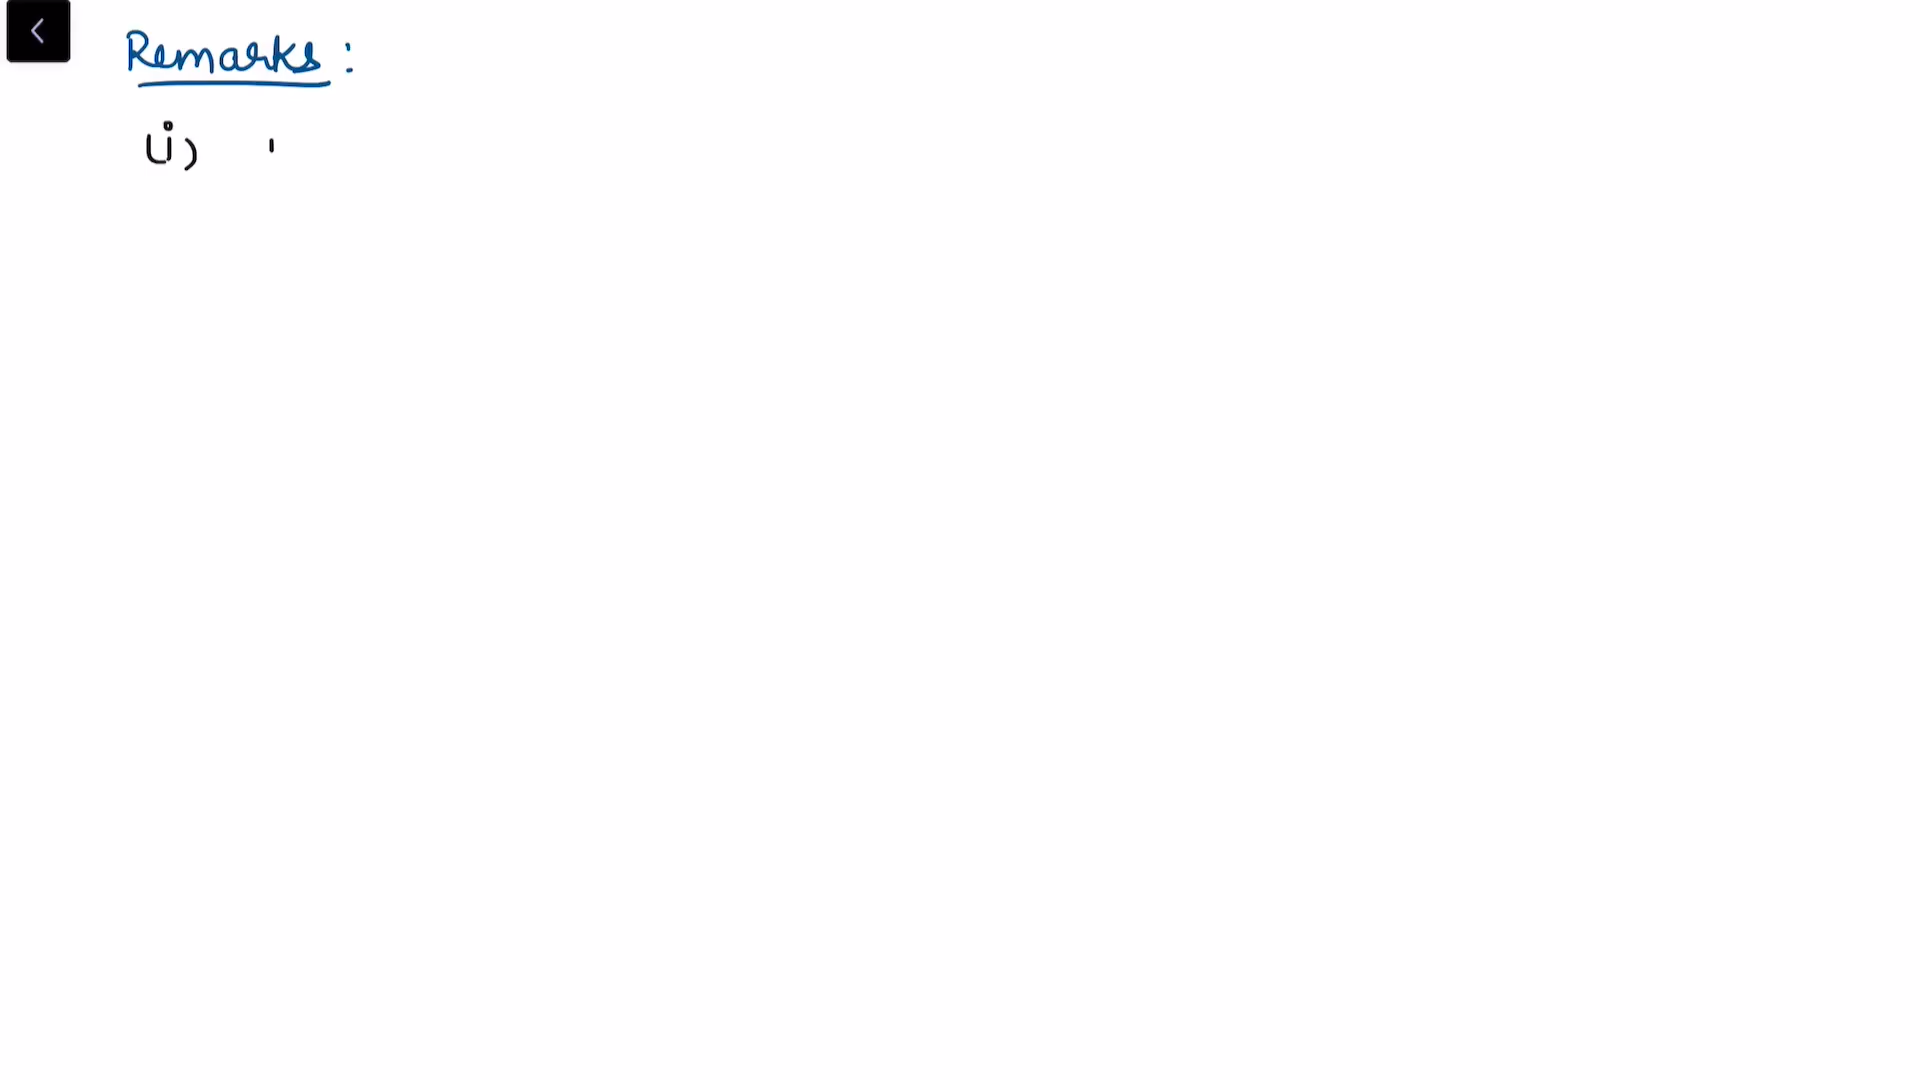 Remarks :
(i) '